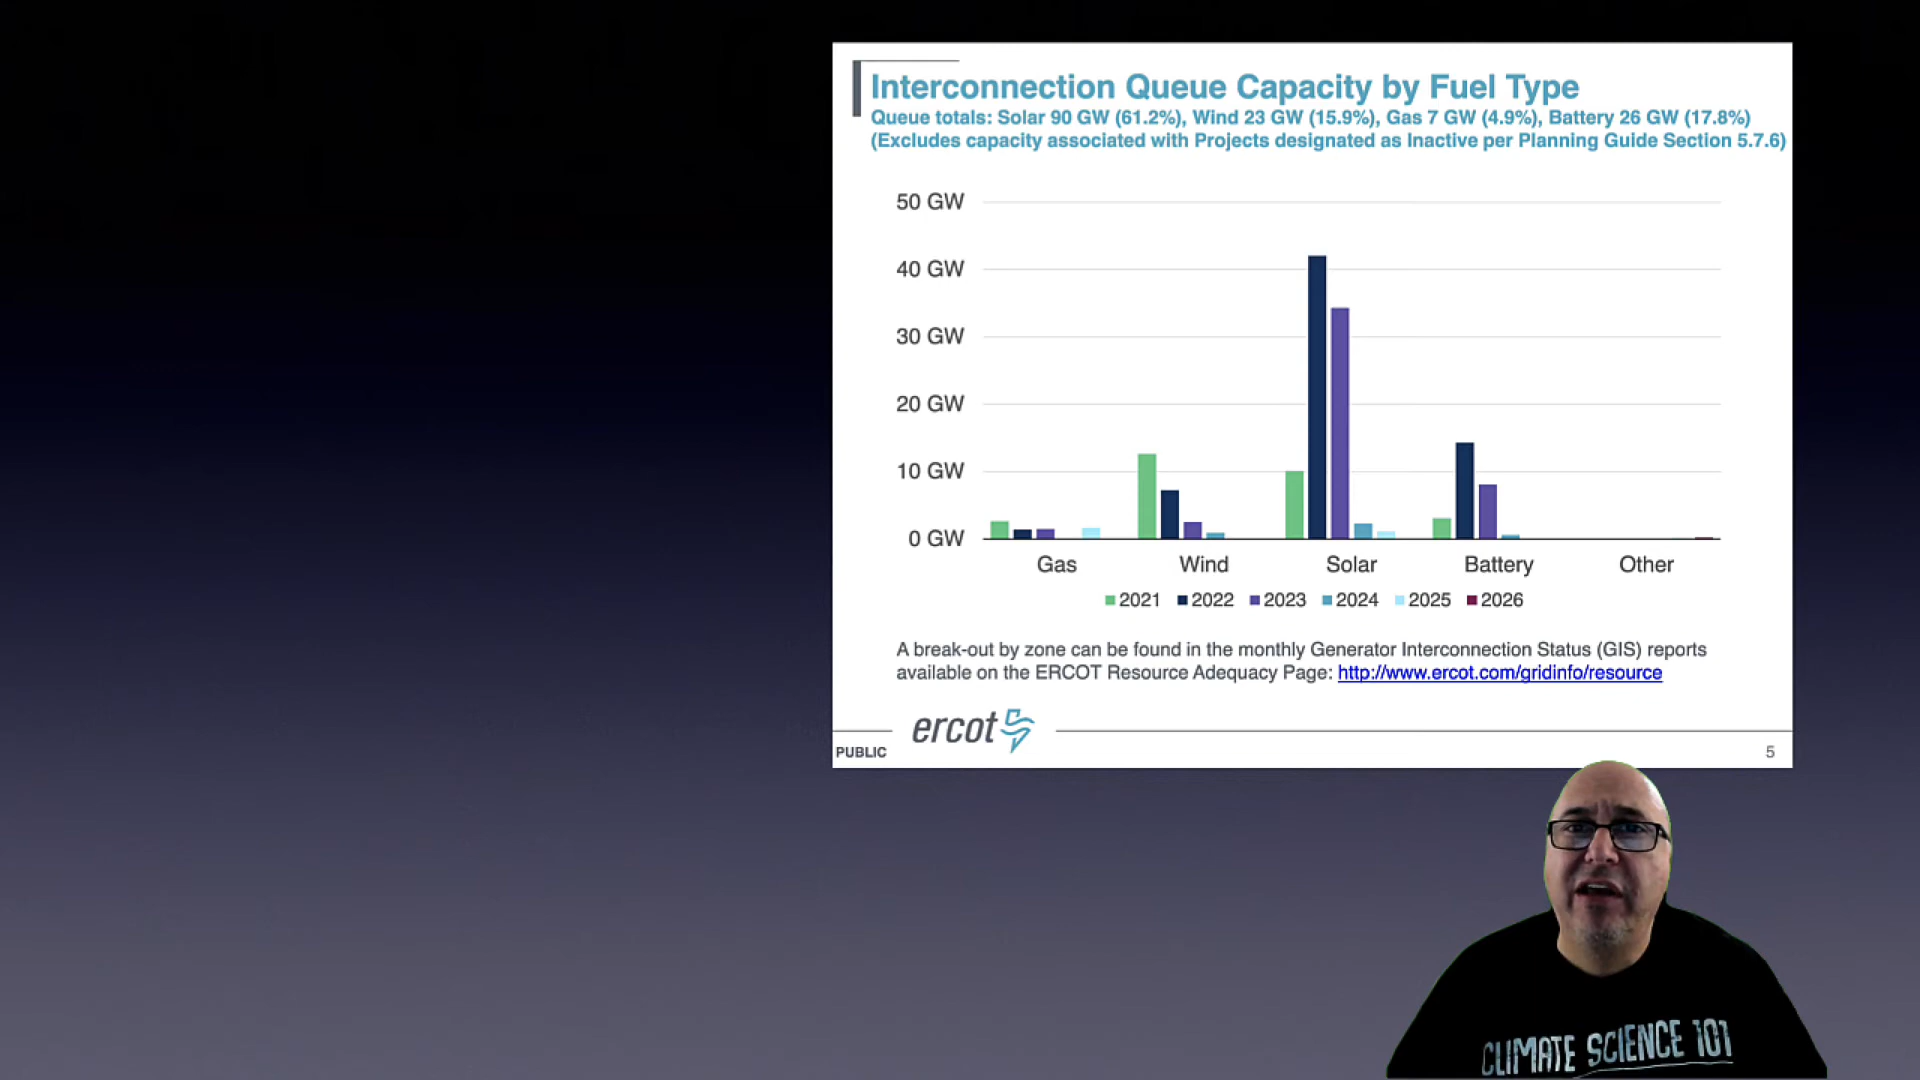 Interconnection Queue Capacity by Fuel Type
Queue totals: Solar 90 GW (61.2%), Wind 23 GW (15.9%), Gas 7 GW (4.9%), Battery 26 GW (17.8%)
(Excludes capacity associated with Projects designated as Inactive per Planning Guide Section 5.7.6)
50 GW
40 GW
30 GW
20 GW
10 GW
0 GW
Gas Wind Solar Battery Other
2021 2022 2023 2024 2025 2026
A break-out by zone can be found in the monthly Generator Interconnection Status (GIS) reports
available on the ERCOT Resource Adequacy Page: http://www.ercot.com/gridinfo/resource
ercot
PUBLIC
5
CLIMATE SCIENCE 101